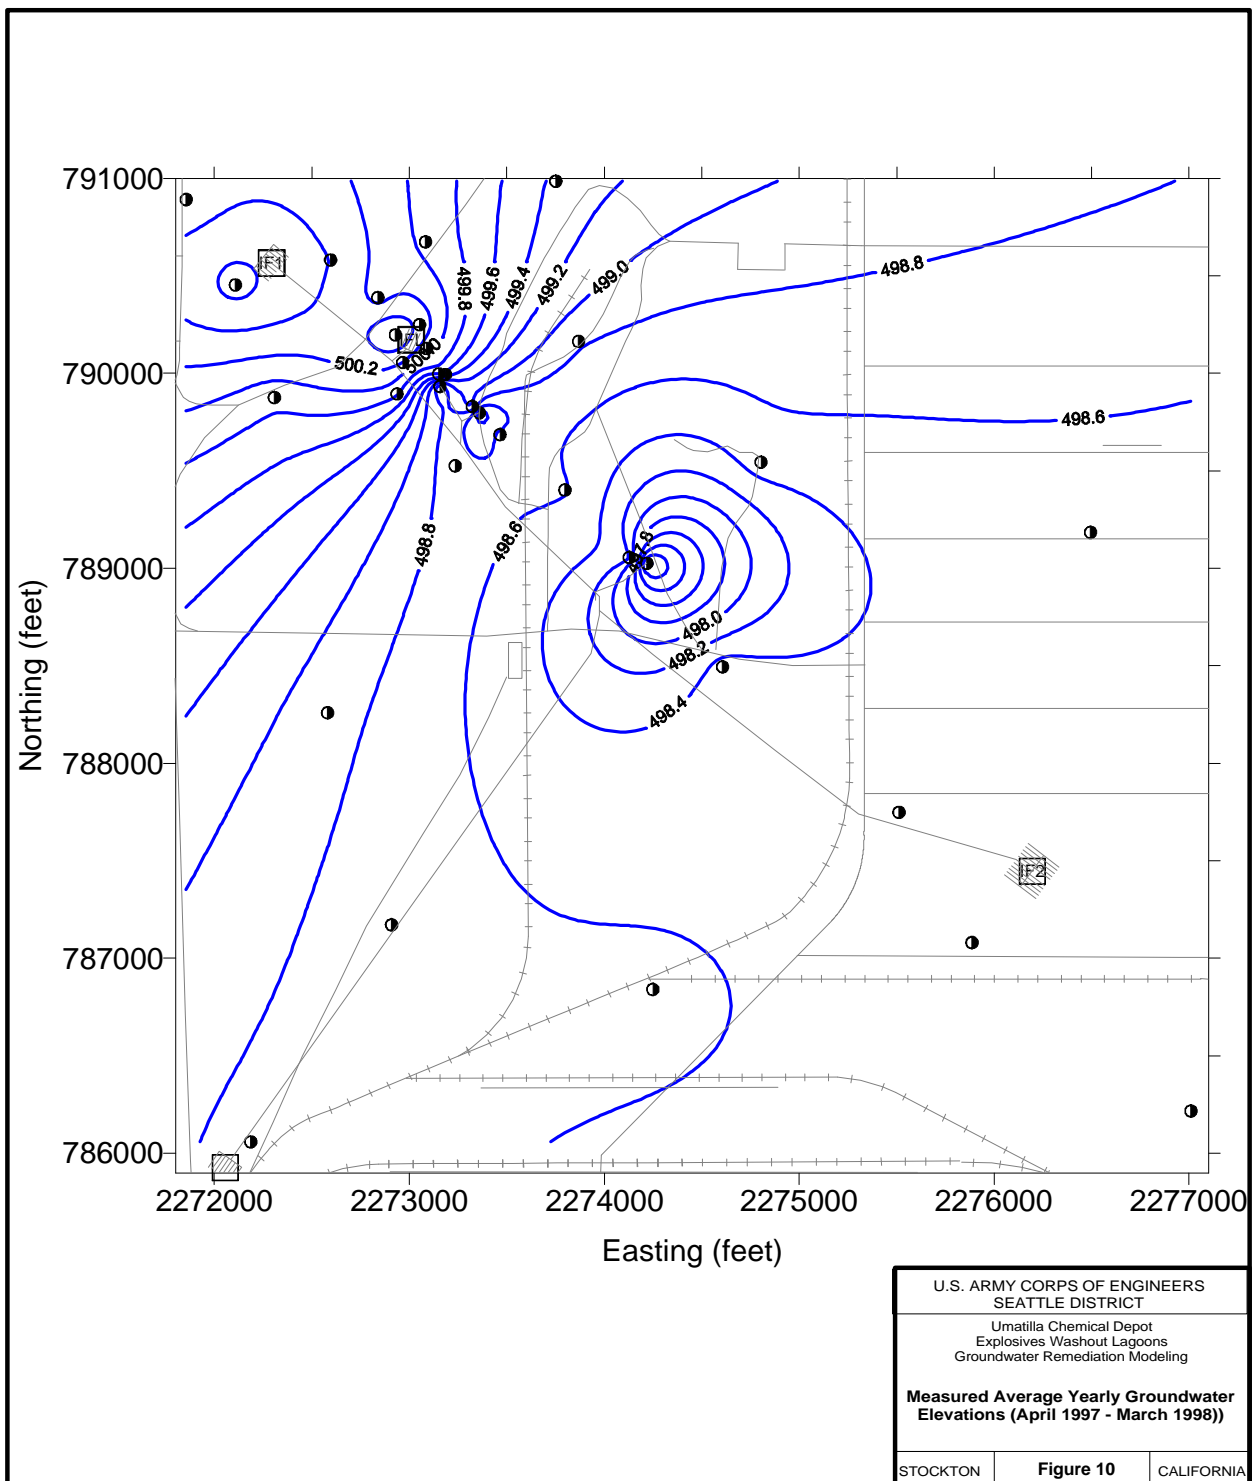 791000
790000
789000
788000
787000
786000
Northing (feet)
2272000
2273000
2274000
2275000
2276000
2277000
Easting (feet)
IF1
IF2
499.8
499.6
499.4
499.2
499.0
498.8
500.2
498.6
498.8
498.6
498.0
498.2
498.4
U.S. ARMY CORPS OF ENGINEERS
SEATTLE DISTRICT
Umatilla Chemical Depot
Explosives Washout Lagoons
Groundwater Remediation Modeling
Measured Average Yearly Groundwater
Elevations (April 1997 - March 1998))
STOCKTON
Figure 10
CALIFORNIA